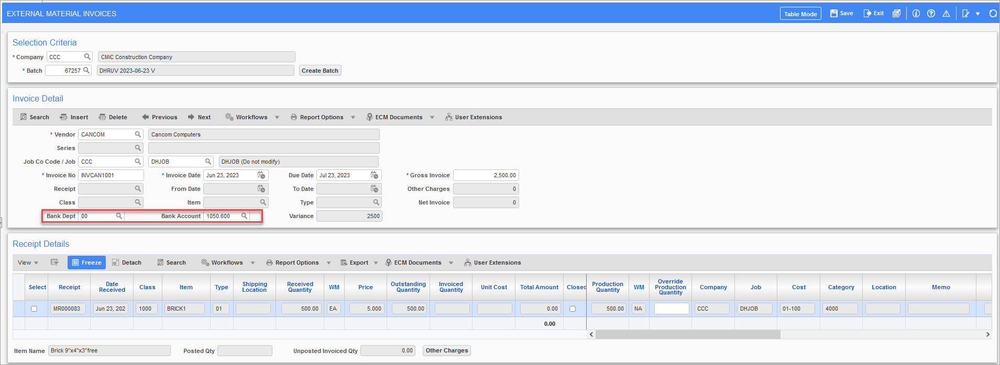 EXTERNAL MATERIAL INVOICES Table Mode Save Exit
Selection Criteria
* Company CCC CMiC Construction Company
* Batch 67257 DHRUV 2023-06-23 V Create Batch
Invoice Detail
Search Insert Delete Previous Next Workflows Report Options ECM Documents User Extensions
* Vendor CANCOM Cancom Computers
Series
Job Co Code / Job CCC DHJOB DHJOB (Do not modify)
* Invoice No INVCAN1001 * Invoice Date Jun 23, 2023 Due Date Jul 23, 2023 * Gross Invoice 2,500.00
Receipt From Date To Date Other Charges 0
Class Item Type Net Invoice 0
Bank Dept 00 Bank Account 1050.600 Variance 2500
Receipt Details
View Freeze Detach Search Workflows Report Options Export ECM Documents User Extensions
Select Receipt Date Received Class Item Type Shipping Location Received Quantity WM Price Outstanding Quantity Invoiced Quantity Unit Cost Total Amount Closed Production Quantity WM Override Production Quantity Company Job Cost Category Location Memo
MR000083 Jun 23, 202 1000 BRICK1 01 500.00 EA 5.000 500.00 0.00 500.00 NA CCC DHJOB 01-100 4000
0.00
Item Name Brick 9"x4"x3"free Posted Qty Unposted Invoiced Qty 0.00 Other Charges